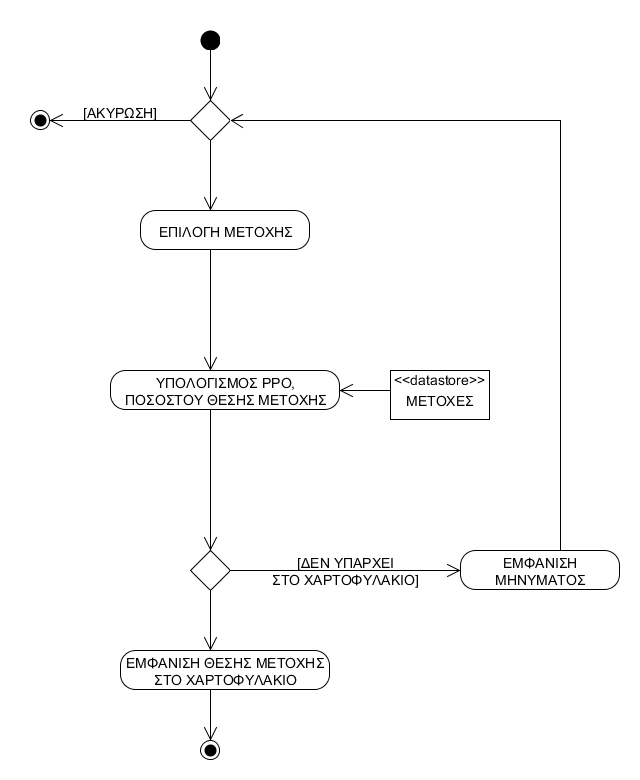 [ΑΚΥΡΩΣΗ]
ΕΠΙΛΟΓΗ ΜΕΤΟΧΗΣ
ΥΠΟΛΟΓΙΣΜΟΣ PPO,
ΠΟΣΟΣΤΟΥ ΘΕΣΗΣ ΜΕΤΟΧΗΣ
<<datastore>>
ΜΕΤΟΧΕΣ
[ΔΕΝ ΥΠΑΡΧΕΙ
ΣΤΟ ΧΑΡΤΟΦΥΛΑΚΙΟ]
ΕΜΦΑΝΙΣΗ
ΜΗΝΥΜΑΤΟΣ
ΕΜΦΑΝΙΣΗ ΘΕΣΗΣ ΜΕΤΟΧΗΣ
ΣΤΟ ΧΑΡΤΟΦΥΛΑΚΙΟ